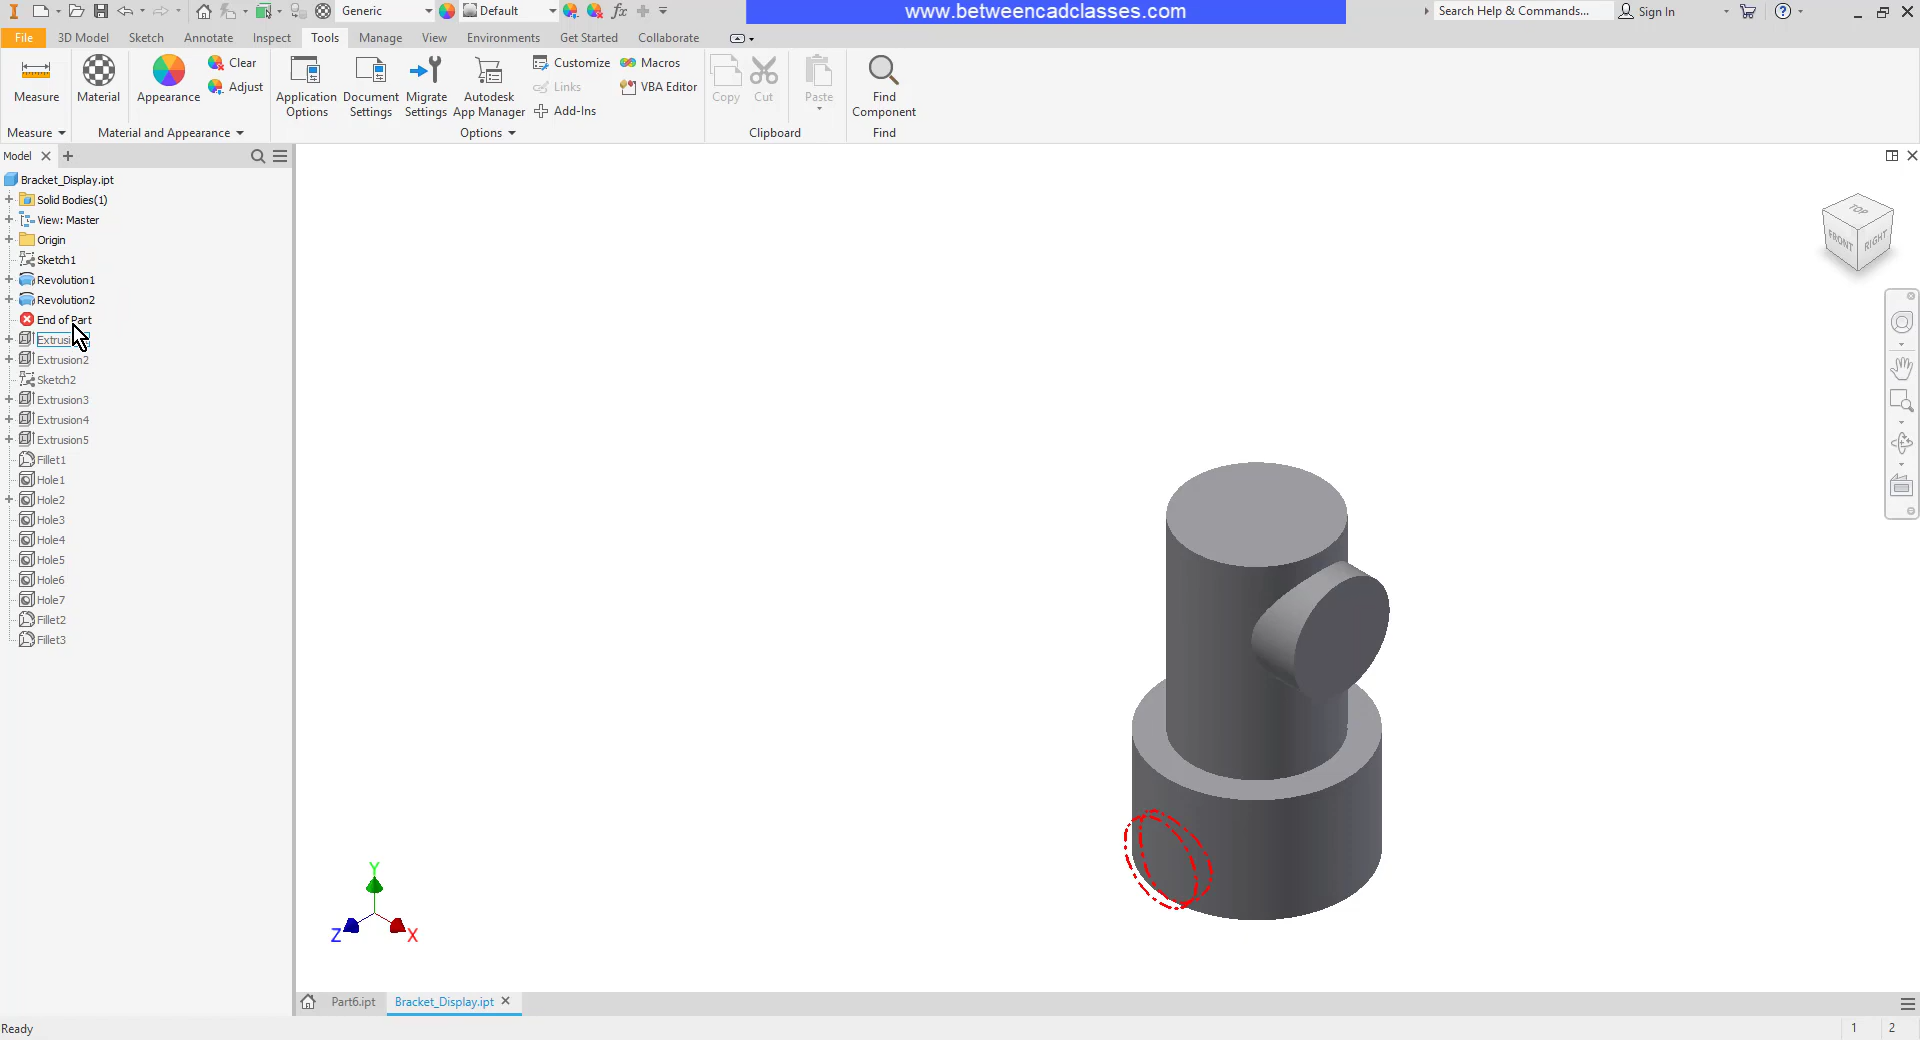 Generic
Default
fx
www.betweencadclasses.com
Search Help & Commands...
Sign In
File
3D Model
Sketch
Annotate
Inspect
Tools
Manage
View
Environments
Get Started
Collaborate
Measure
Material
Appearance
Clear
Adjust
Application
Options
Document
Settings
Migrate
Settings
Autodesk
App Manager
Customize
Links
Add-Ins
Macros
VBA Editor
Copy
Cut
Paste
Find
Component
Measure
Material and Appearance
Options
Clipboard
Find
Model
Bracket_Display.ipt
Solid Bodies(1)
View: Master
Origin
Sketch1
Revolution1
Revolution2
End of Part
Extrusion2
Sketch2
Extrusion3
Extrusion4
Extrusion5
Fillet1
Hole1
Hole2
Hole3
Hole4
Hole5
Hole6
Hole7
Fillet2
Fillet3
TOP
FRONT
RIGHT
Y
Z
X
Part6.ipt
Bracket_Display.ipt
Ready
1
2